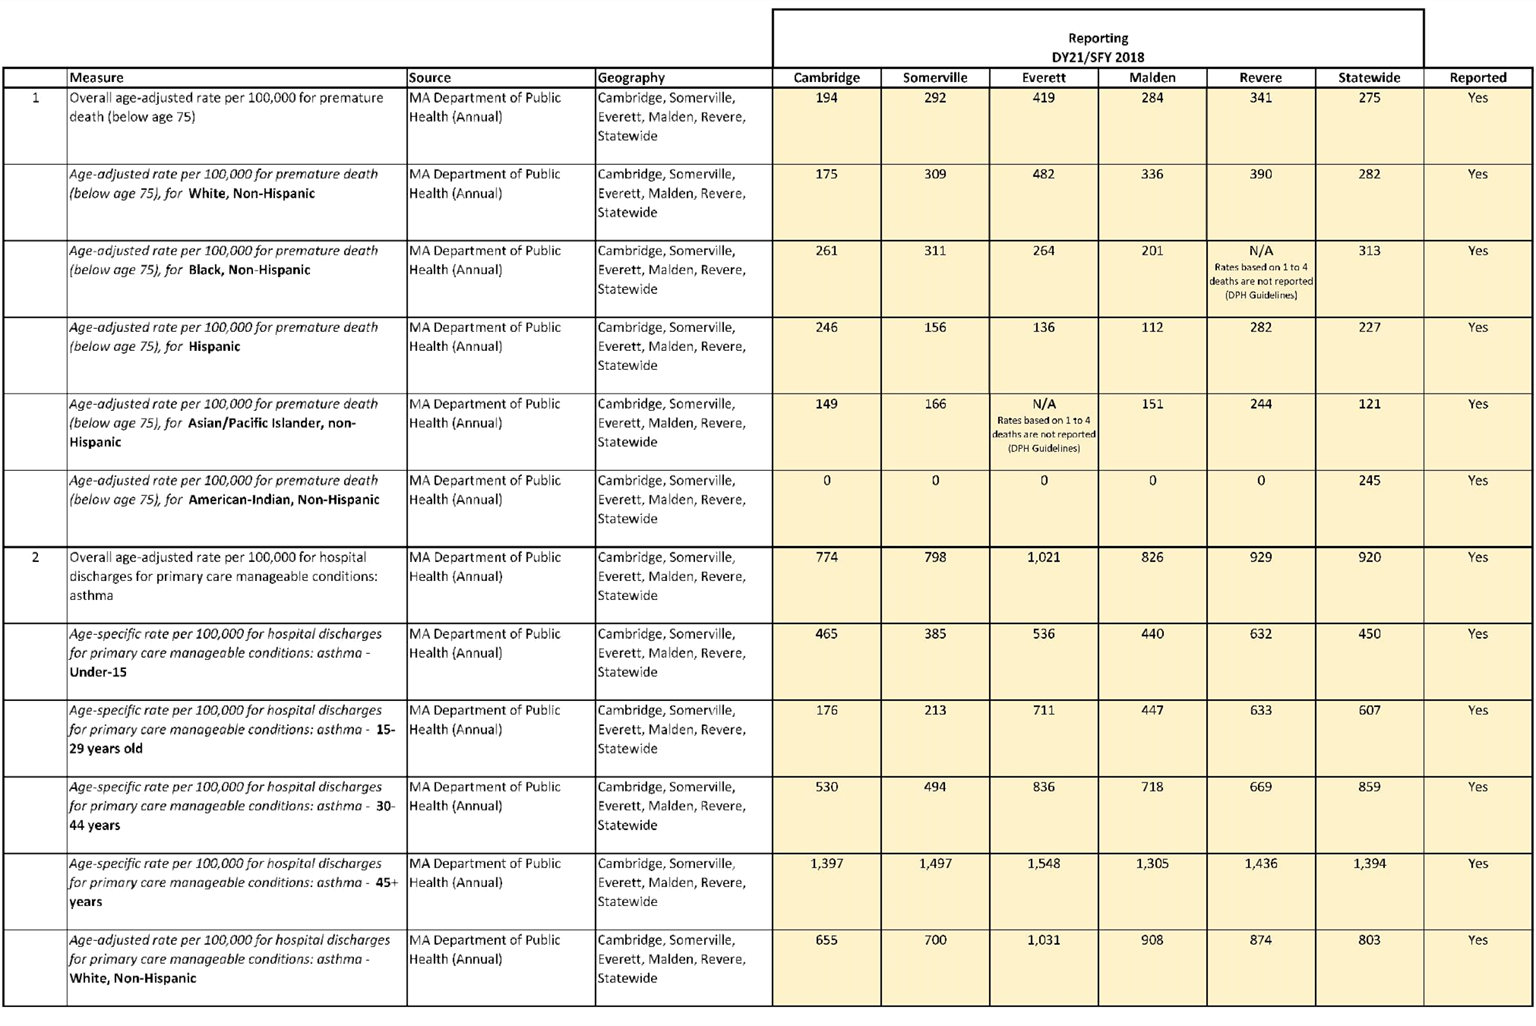 Reporting
DY21/SFY 2018
Measure Source Geography Cambridge Somerville Everett Malden Revere Statewide Reported
1 Overall age-adjusted rate per 100,000 for premature MA Department of Public Cambridge, Somerville, 194 292 419 284 341 275 Yes
death (below age 75) Health (Annual) Everett, Malden, Revere,
Statewide
Age-adjusted rate per 100,000 for premature death MA Department of Public Cambridge, Somerville, 175 309 482 336 390 282 Yes
(below age 75), for White, Non-Hispanic Health (Annual) Everett, Malden, Revere,
Statewide
Age-adjusted rate per 100,000 for premature death MA Department of Public Cambridge, Somerville, 261 311 264 201 N/A 313 Yes
(below age 75), for Black, Non-Hispanic Health (Annual) Everett, Malden, Revere, Rates based on 1 to 4
deaths are not reported
Statewide (DPH Guidelines)
Age-adjusted rate per 100,000 for premature death MA Department of Public Cambridge, Somerville, 246 156 136 112 282 227 Yes
(below age 75), for Hispanic Health (Annual) Everett, Malden, Revere,
Statewide
Age-adjusted rate per 100,000 for premature death MA Department of Public Cambridge, Somerville, 149 166 N/A 151 244 121 Yes
(below age 75), for Asian/Pacific Islander, non- Health (Annual) Everett, Malden, Revere, Rates based on 1 to 4
deaths are not reported
Hispanic Statewide (DPH Guidelines)
Age-adjusted rate per 100,000 for premature death MA Department of Public Cambridge, Somerville, 0 0 0 0 0 245 Yes
(below age 75), for American-Indian, Non-Hispanic Health (Annual) Everett, Malden, Revere,
Statewide
2 Overall age-adjusted rate per 100,000 for hospital MA Department of Public Cambridge, Somerville, 774 798 1,021 826 929 920 Yes
discharges for primary care manageable conditions: Health (Annual) Everett, Malden, Revere,
asthma Statewide
Age-specific rate per 100,000 for hospital discharges MA Department of Public Cambridge, Somerville, 465 385 536 440 632 450 Yes
for primary care manageable conditions: asthma - Health (Annual) Everett, Malden, Revere,
Under-15 Statewide
Age-specific rate per 100,000 for hospital discharges MA Department of Public Cambridge, Somerville, 176 213 711 447 633 607 Yes
for primary care manageable conditions: asthma - 15- Health (Annual) Everett, Malden, Revere,
29 years old Statewide
Age-specific rate per 100,000 for hospital discharges MA Department of Public Cambridge, Somerville, 530 494 836 718 669 859 Yes
for primary care manageable conditions: asthma - 30- Health (Annual) Everett, Malden, Revere,
44 years Statewide
Age-specific rate per 100,000 for hospital discharges MA Department of Public Cambridge, Somerville, 1,397 1,497 1,548 1,305 1,436 1,394 Yes
for primary care manageable conditions: asthma - 45+ Health (Annual) Everett, Malden, Revere,
years Statewide
Age-adjusted rate per 100,000 for hospital discharges MA Department of Public Cambridge, Somerville, 655 700 1,031 908 874 803 Yes
for primary care manageable conditions: asthma - Health (Annual) Everett, Malden, Revere,
White, Non-Hispanic Statewide